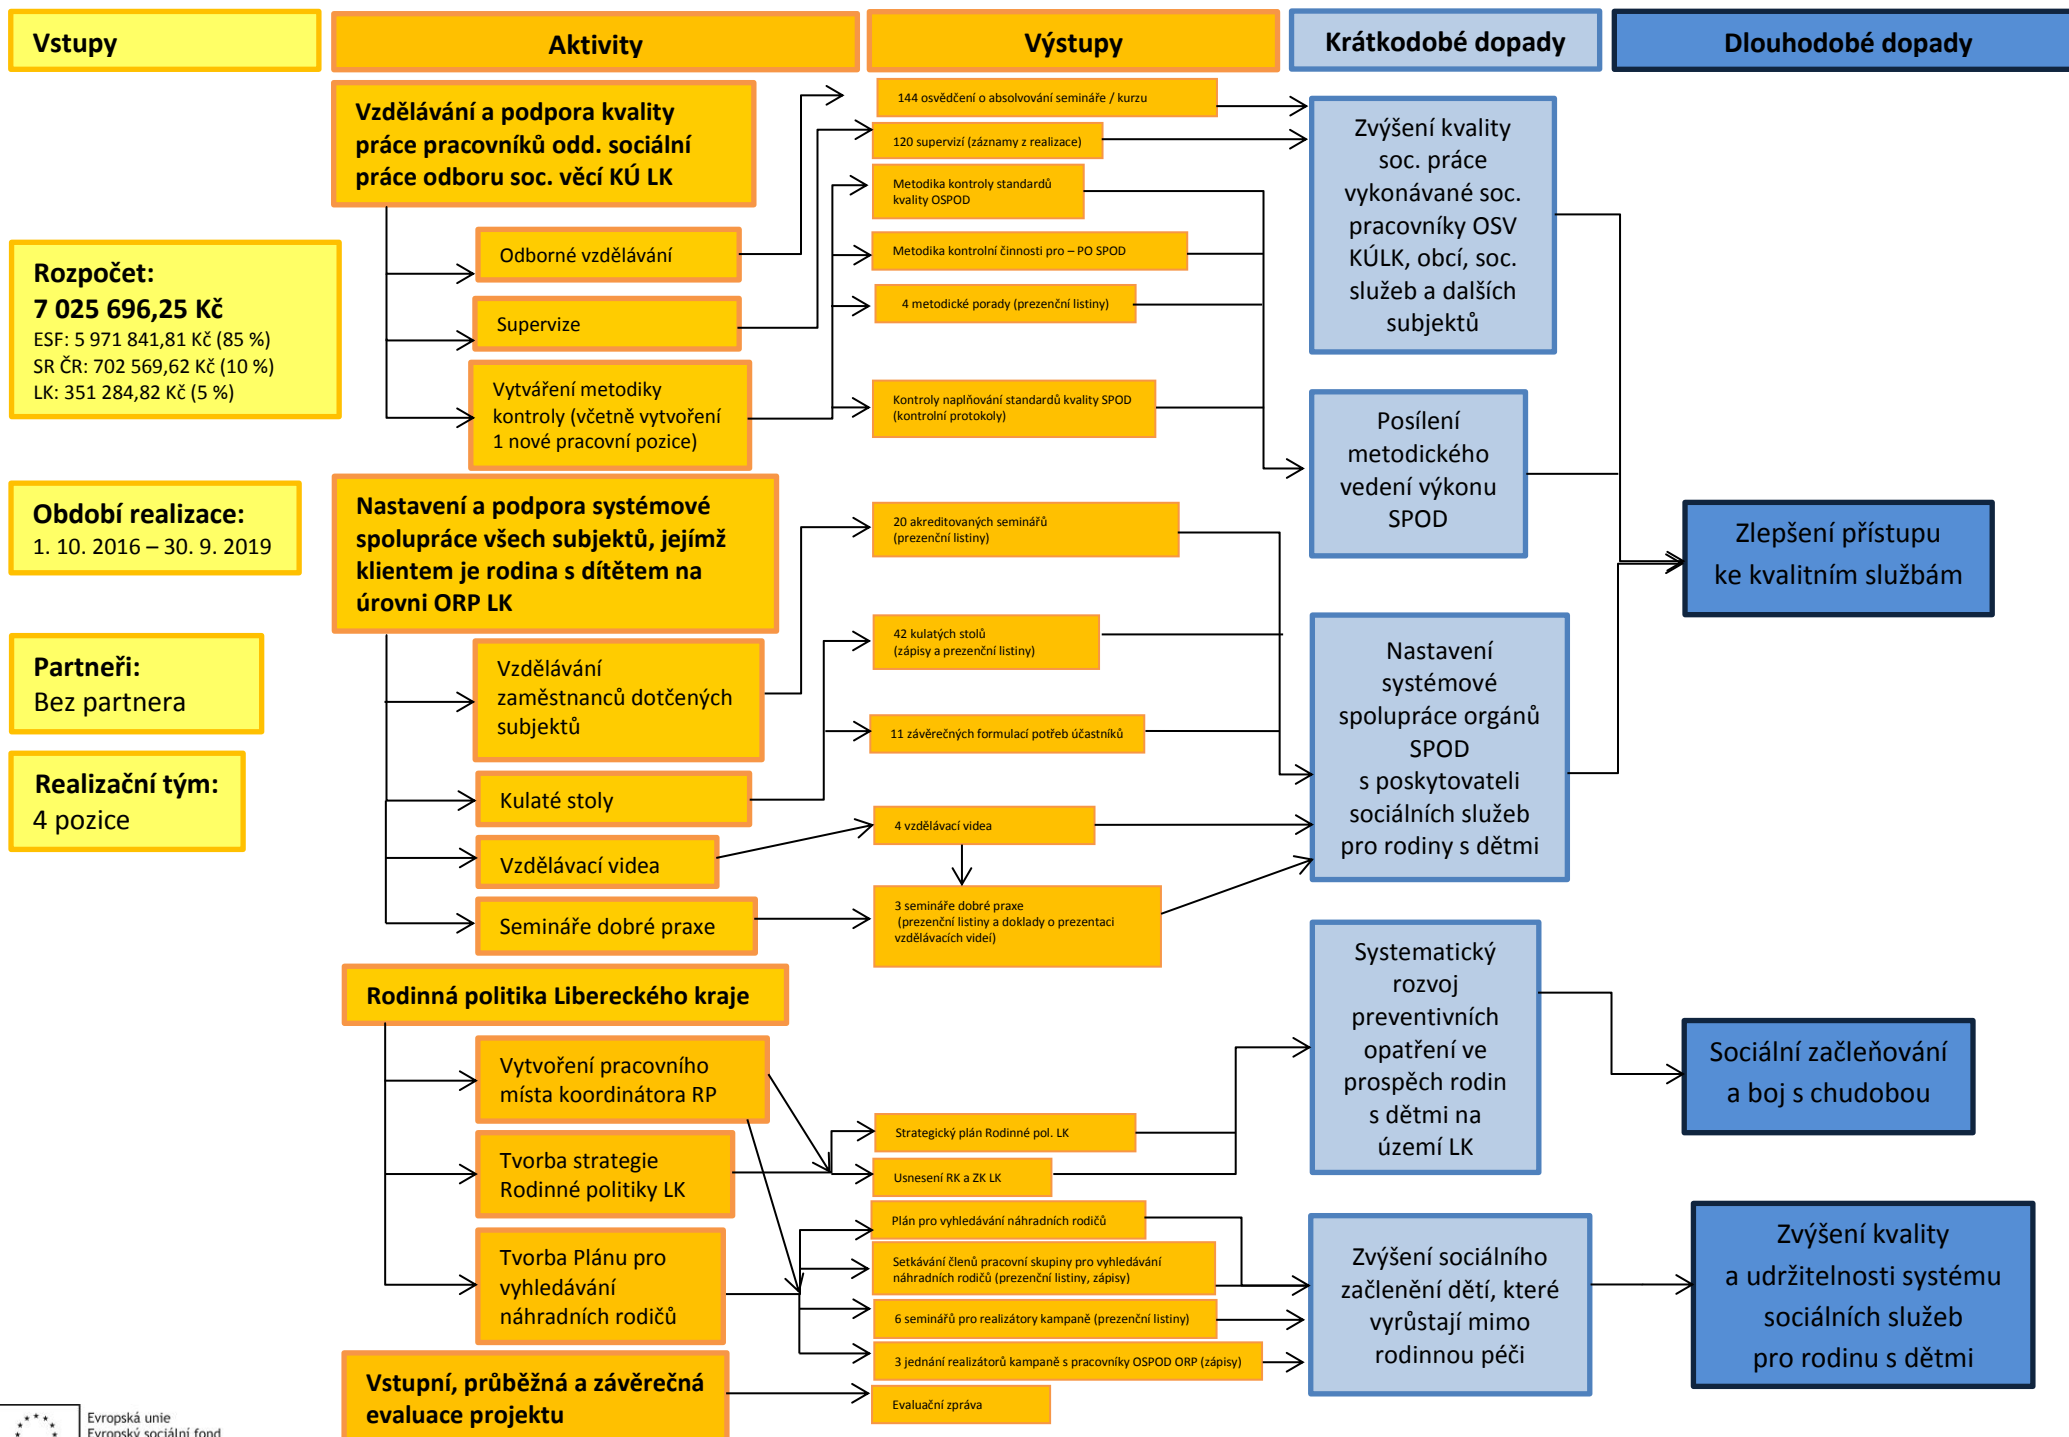 Vstupy
Aktivity
Výstupy
Krátkodobé dopady
Dlouhodobé dopady
Rozpočet:
7 025 696,25 Kč
ESF: 5 971 841,81 Kč (85 %)
SR ČR: 702 569,62 Kč (10 %)
LK: 351 284,82 Kč (5 %)
Období realizace:
1. 10. 2016 – 30. 9. 2019
Partneři:
Bez partnera
Realizační tým:
4 pozice
Vzdělávání a podpora kvality
práce pracovníků odd. sociální
práce odboru soc. věcí KÚ LK
Odborné vzdělávání
Supervize
Vytváření metodiky
kontroly (včetně vytvoření
1 nové pracovní pozice)
Nastavení a podpora systémové
spolupráce všech subjektů, jejímž
klientem je rodina s dítětem na
úrovni ORP LK
Vzdělávání
zaměstnanců dotčených
subjektů
Kulaté stoly
Vzdělávací videa
Semináře dobré praxe
Rodinná politika Libereckého kraje
Vytvoření pracovního
místa koordinátora RP
Tvorba strategie
Rodinné politiky LK
Tvorba Plánu pro
vyhledávání
náhradních rodičů
Vstupní, průběžná a závěrečná
evaluace projektu
144 osvědčení o absolvování semináře / kurzu
120 supervizí (záznamy z realizace)
Metodika kontroly standardů
kvality OSPOD
Metodika kontrolní činnosti pro – PO SPOD
4 metodické porady (prezenční listiny)
Kontroly naplňování standardů kvality SPOD
(kontrolní protokoly)
20 akreditovaných seminářů
(prezenční listiny)
42 kulatých stolů
(zápisy a prezenční listiny)
11 závěrečných formulací potřeb účastníků
4 vzdělávací videa
3 semináře dobré praxe
(prezenční listiny a doklady o prezentaci
vzdělávacích videí)
Strategický plán Rodinné pol. LK
Usnesení RK a ZK LK
Plán pro vyhledávání náhradních rodičů
Setkávání členů pracovní skupiny pro vyhledávání
náhradních rodičů (prezenční listiny, zápisy)
6 seminářů pro realizátory kampaně (prezenční listiny)
3 jednání realizátorů kampaně s pracovníky OSPOD ORP (zápisy)
Evaluační zpráva
Zvýšení kvality
soc. práce
vykonávané soc.
pracovníky OSV
KÚLK, obcí, soc.
služeb a dalších
subjektů
Posílení
metodického
vedení výkonu
SPOD
Nastavení
systémové
spolupráce orgánů
SPOD
s poskytovateli
sociálních služeb
pro rodiny s dětmi
Systematický
rozvoj
preventivních
opatření ve
prospěch rodin
s dětmi na
území LK
Zvýšení sociálního
začlenění dětí, které
vyrůstají mimo
rodinnou péči
Zlepšení přístupu
ke kvalitním službám
Sociální začleňování
a boj s chudobou
Zvýšení kvality
a udržitelnosti systému
sociálních služeb
pro rodinu s dětmi
Evropská unie
Evropský sociální fond